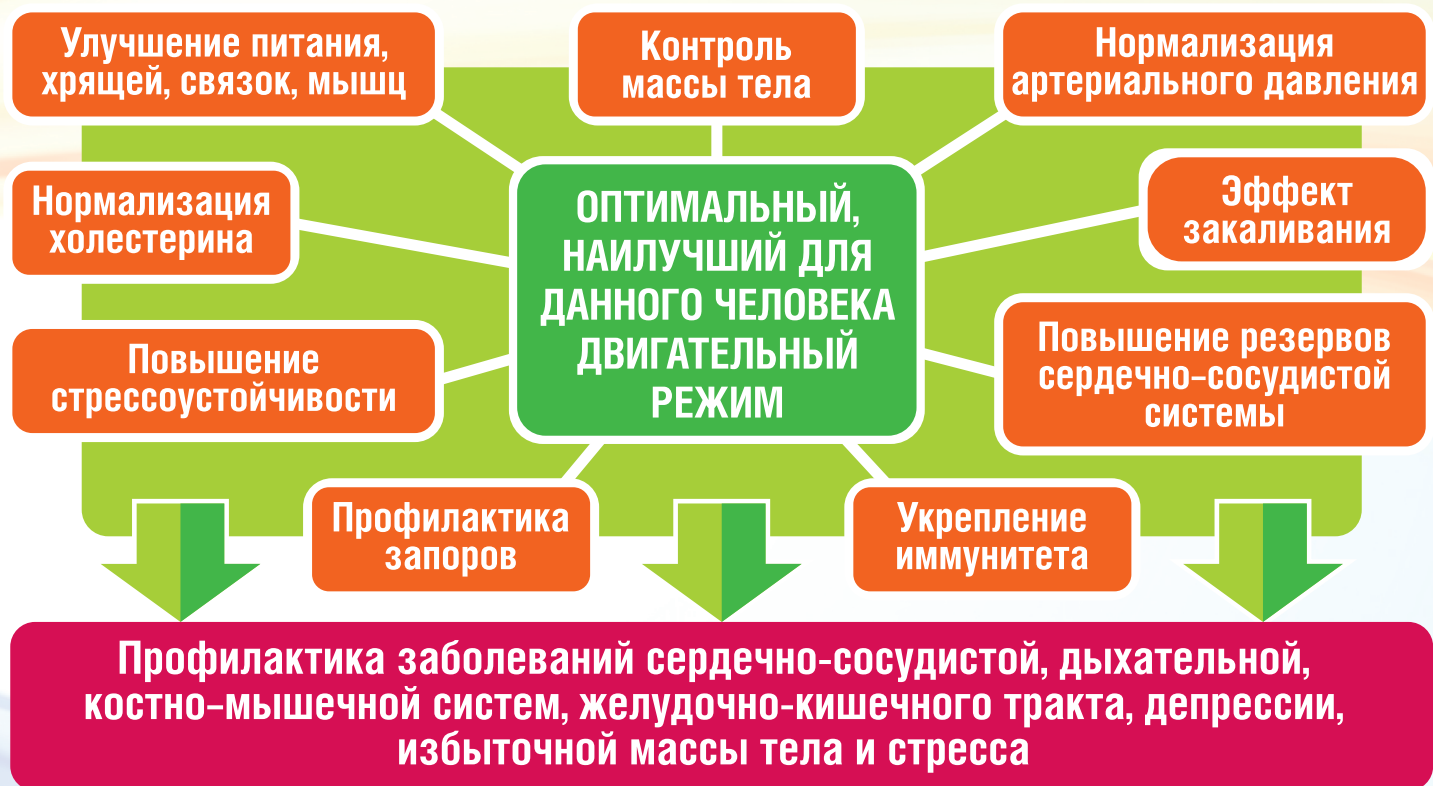 Улучшение питания,
хрящей, связок, мышц
Контроль
массы тела
Нормализация
артериального давления
Нормализация
холестерина
ОПТИМАЛЬНЫЙ,
НАИЛУЧШИЙ ДЛЯ
ДАННОГО ЧЕЛОВЕКА
ДВИГАТЕЛЬНЫЙ
РЕЖИМ
Эффект
закаливания
Повышение
стрессоустойчивости
Повышение резервов
сердечно-сосудистой
системы
Профилактика
запоров
Укрепление
иммунитета
Профилактика заболеваний сердечно-сосудистой, дыхательной,
костно-мышечной систем, желудочно-кишечного тракта, депрессии,
избыточной массы тела и стресса